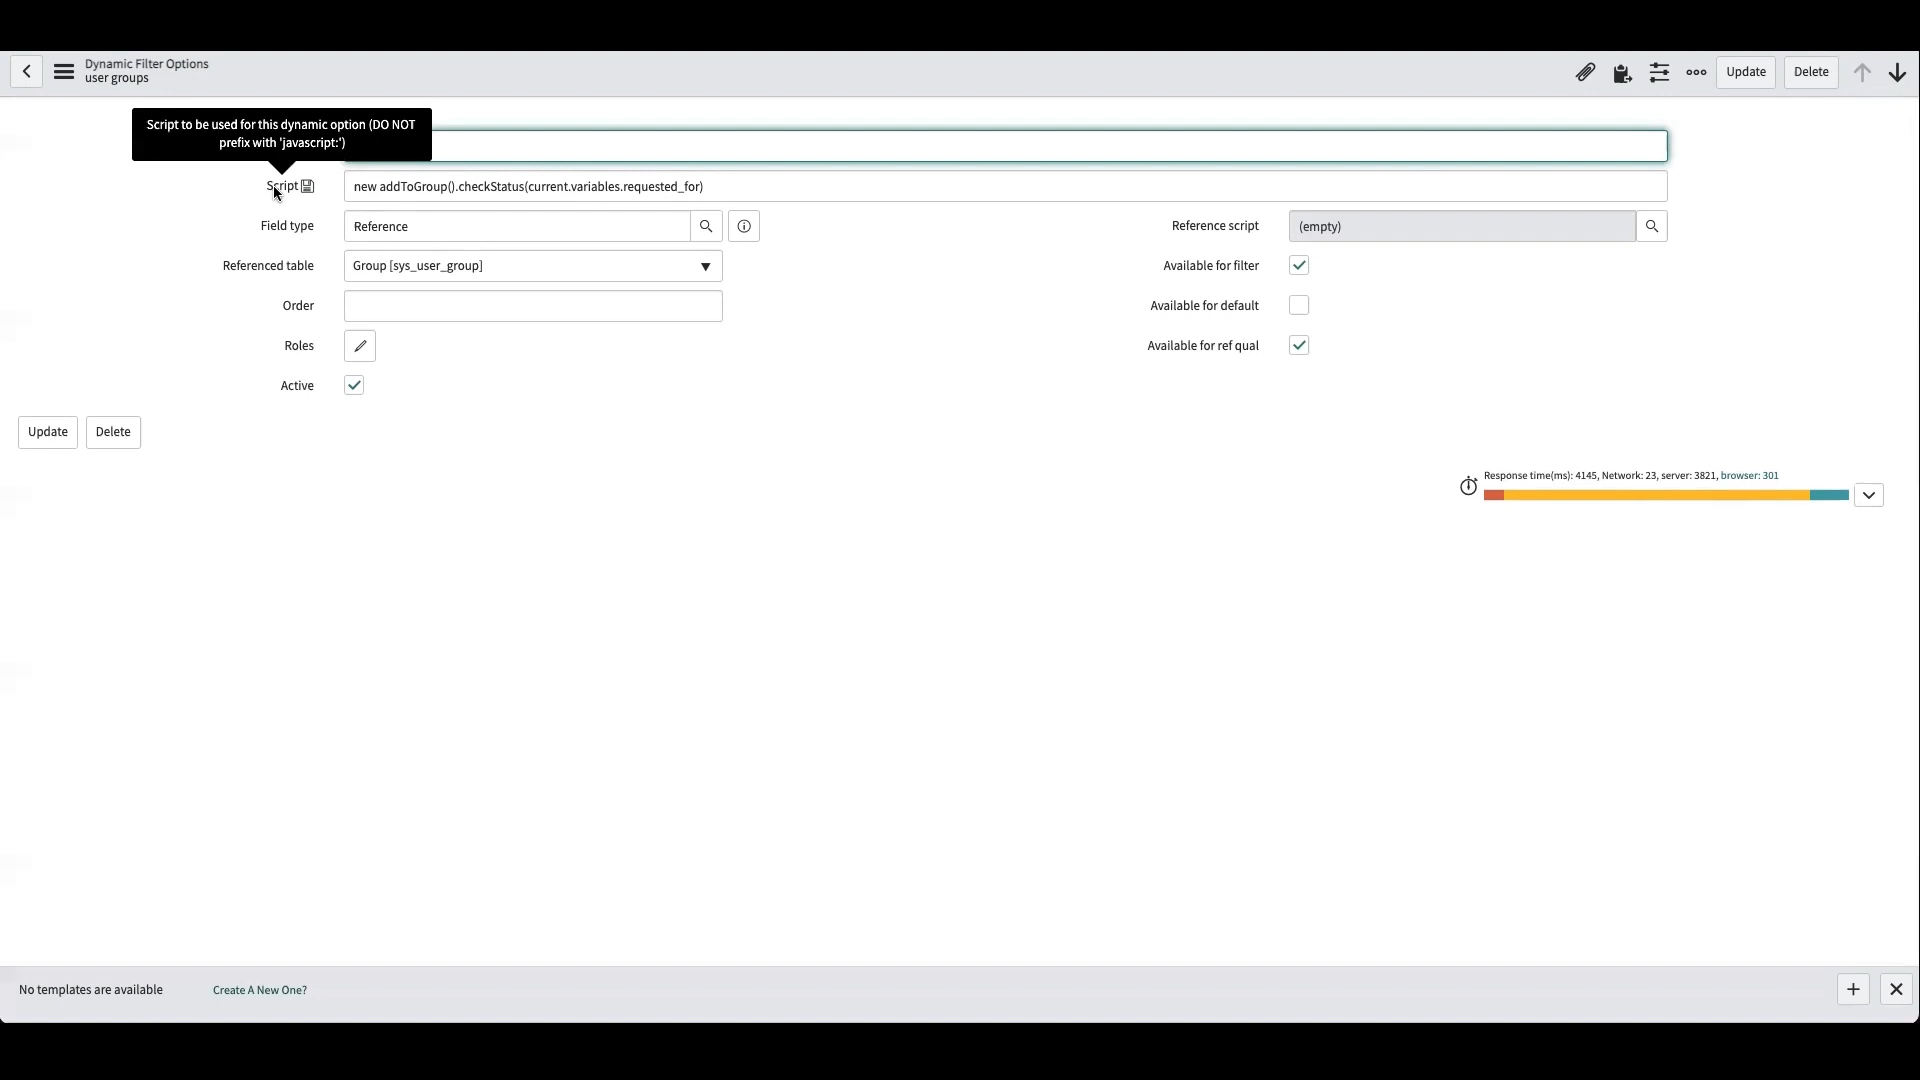 Dynamic Filter Options
user groups
Update
Delete
Script to be used for this dynamic option (DO NOT
prefix with 'javascript:')
Script
new addToGroup().checkStatus(current.variables.requested_for)
Field type
Reference
Reference script
(empty)
Referenced table
Group [sys_user_group]
Available for filter
Order
Available for default
Roles
Available for ref qual
Active
Update
Delete
Response time(ms): 4145, Network: 23, server: 3821, browser: 301
No templates are available
Create A New One?